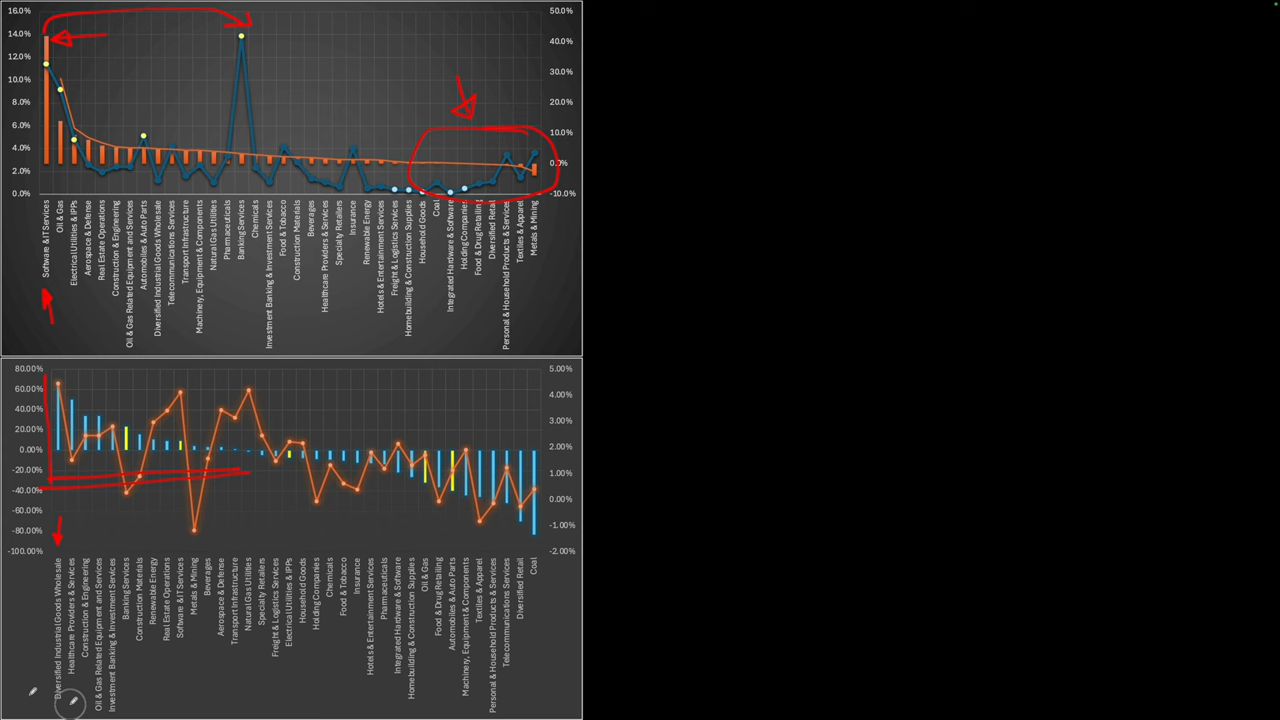 16.0%
14.0%
12.0%
10.0%
8.0%
6.0%
4.0%
2.0%
0.0%
50.0%
40.0%
30.0%
20.0%
10.0%
0.0%
-10.0%
Software & IT Services
Oil & Gas
Electrical Utilities & IPPs
Aerospace & Defense
Real Estate Operations
Construction & Engineering
Oil & Gas Related Equipment and Services
Automobiles & Auto Parts
Diversified Industrial Goods Wholesale
Telecommunications Services
Transport Infrastructure
Machinery, Equipment & Components
Natural Gas Utilities
Pharmaceuticals
Banking Services
Chemicals
Investment Banking & Investment Services
Food & Tobacco
Construction Materials
Beverages
Healthcare Providers & Services
Specialty Retailers
Insurance
Renewable Energy
Hotels & Entertainment Services
Freight & Logistics Services
Homebuilding & Construction Supplies
Household Goods
Coal
Integrated Hardware & Software
Holding Companies
Food & Drug Retailing
Diversified Retail
Personal & Household Products & Services
Textiles & Apparel
Metals & Mining
80.00%
60.00%
40.00%
20.00%
0.00%
-20.00%
-40.00%
-60.00%
-80.00%
-100.00%
5.00%
4.00%
3.00%
2.00%
1.00%
0.00%
-1.00%
-2.00%
Diversified Industrial Goods Wholesale
Healthcare Providers & Services
Construction & Engineering
Oil & Gas Related Equipment and Services
Investment Banking & Investment Services
Banking Services
Construction Materials
Renewable Energy
Real Estate Operations
Software & IT Services
Metals & Mining
Beverages
Aerospace & Defense
Transport Infrastructure
Natural Gas Utilities
Specialty Retailers
Freight & Logistics Services
Electrical Utilities & IPPs
Household Goods
Holding Companies
Chemicals
Food & Tobacco
Insurance
Hotels & Entertainment Services
Pharmaceuticals
Integrated Hardware & Software
Homebuilding & Construction Supplies
Oil & Gas
Food & Drug Retailing
Automobiles & Auto Parts
Machinery, Equipment & Components
Textiles & Apparel
Personal & Household Products & Services
Telecommunications Services
Diversified Retail
Coal